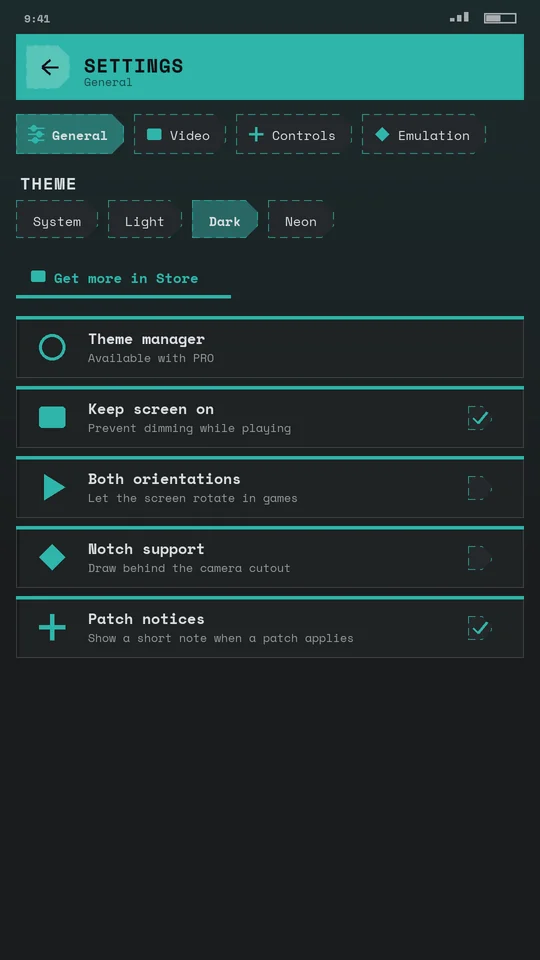 9:41
SETTINGS
General
General Video Controls Emulation
THEME
System Light Dark Neon
Get more in Store
Theme manager
Available with PRO
Keep screen on
Prevent dimming while playing
Both orientations
Let the screen rotate in games
Notch support
Draw behind the camera cutout
Patch notices
Show a short note when a patch applies